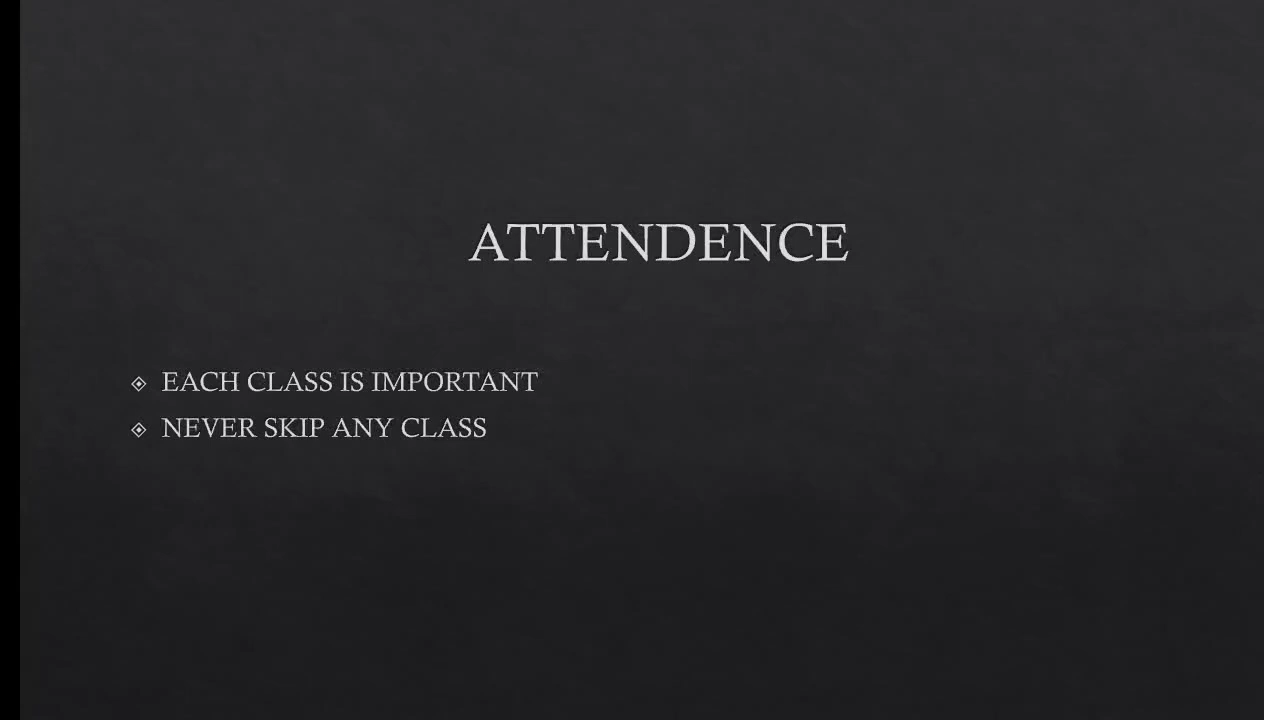 ATTENDENCE
EACH CLASS IS IMPORTANT
NEVER SKIP ANY CLASS